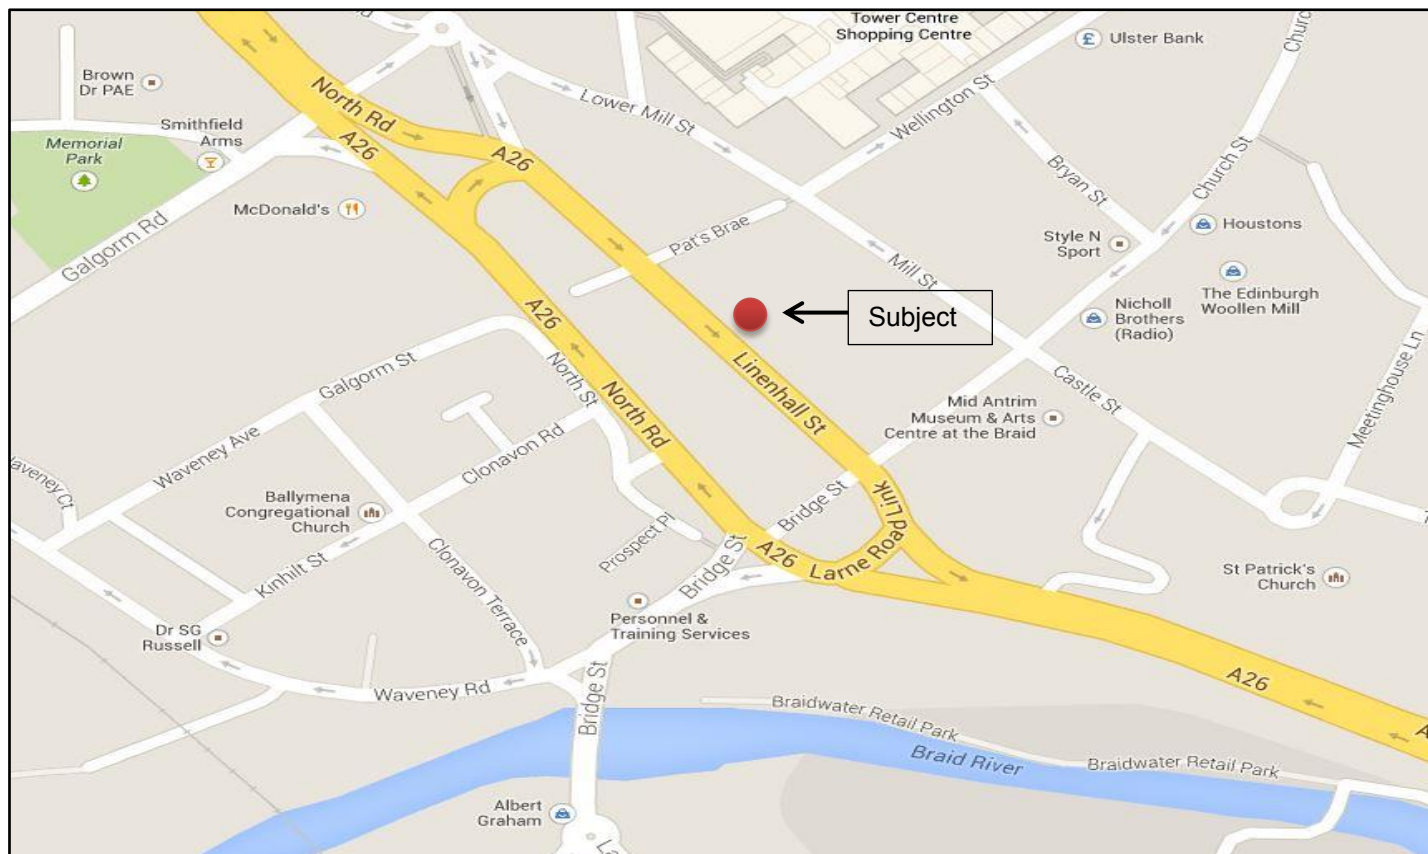 Tower Centre
Shopping Centre
Ulster Bank
Church St
Brown
Dr PAE
North Rd
Lower Mill St
Wellington St
Smithfield
Arms
Memorial
Park
A26
A26
Bryan St
Church St
McDonald's
Galgorm Rd
Pat's Brae
Style N
Sport
Houstons
Mill St
The Edinburgh
Woollen Mill
Nicholl
Brothers
(Radio)
Subject
A26
Galgorm St
North St
Linenhall St
North Rd
Castle St
Meetinghouse Ln
Mid Antrim
Museum & Arts
Centre at the Braid
Waveney Ave
Clonavon Rd
Ballymena
Congregational
Church
Bridge St
Prospect Pl
Bridge St
A26
Larne Road Link
Kinhilt St
Clonavon Terrace
St Patrick's
Church
Personnel &
Training Services
Dr SG
Russell
Waveney Rd
Bridge St
A26
Braidwater Retail Park
Braid River
Braidwater Retail Park
Albert
Graham